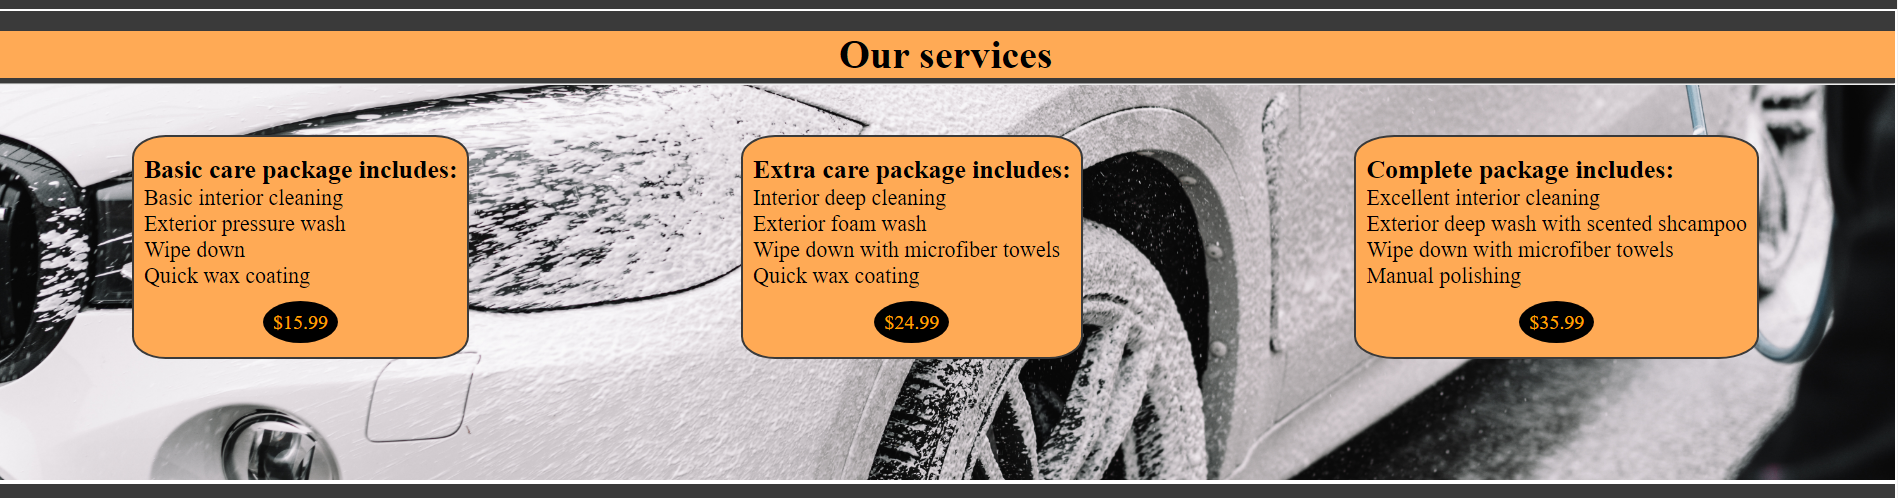 Our services
Basic care package includes:
Basic interior cleaning
Exterior pressure wash
Wipe down
Quick wax coating
$15.99
Extra care package includes:
Interior deep cleaning
Exterior foam wash
Wipe down with microfiber towels
Quick wax coating
$24.99
Complete package includes:
Excellent interior cleaning
Exterior deep wash with scented shcampoo
Wipe down with microfiber towels
Manual polishing
$35.99